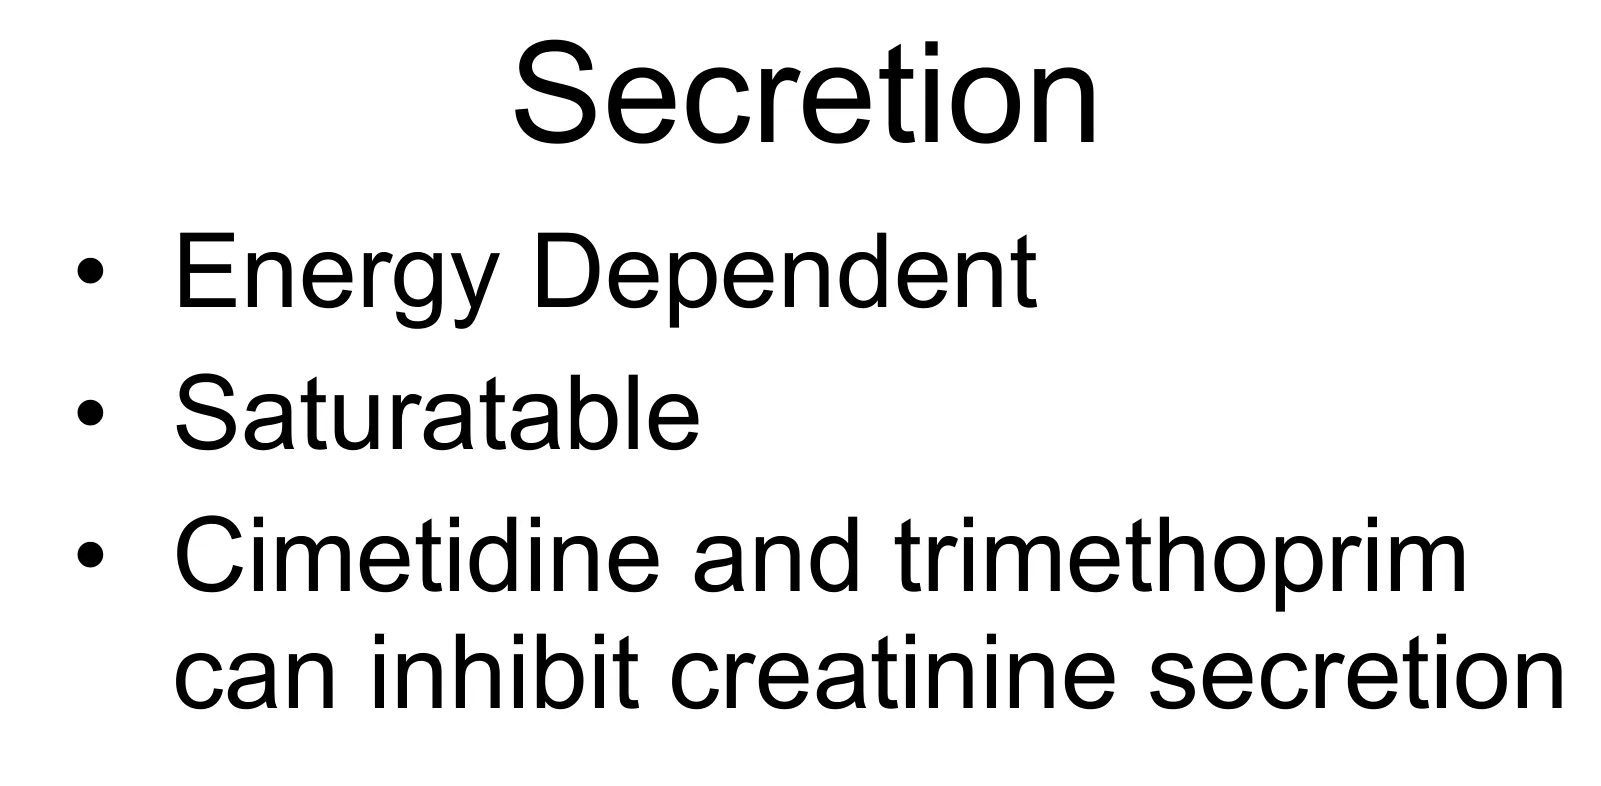 Secretion
• Energy Dependent
• Saturatable
• Cimetidine and trimethoprim
can inhibit creatinine secretion